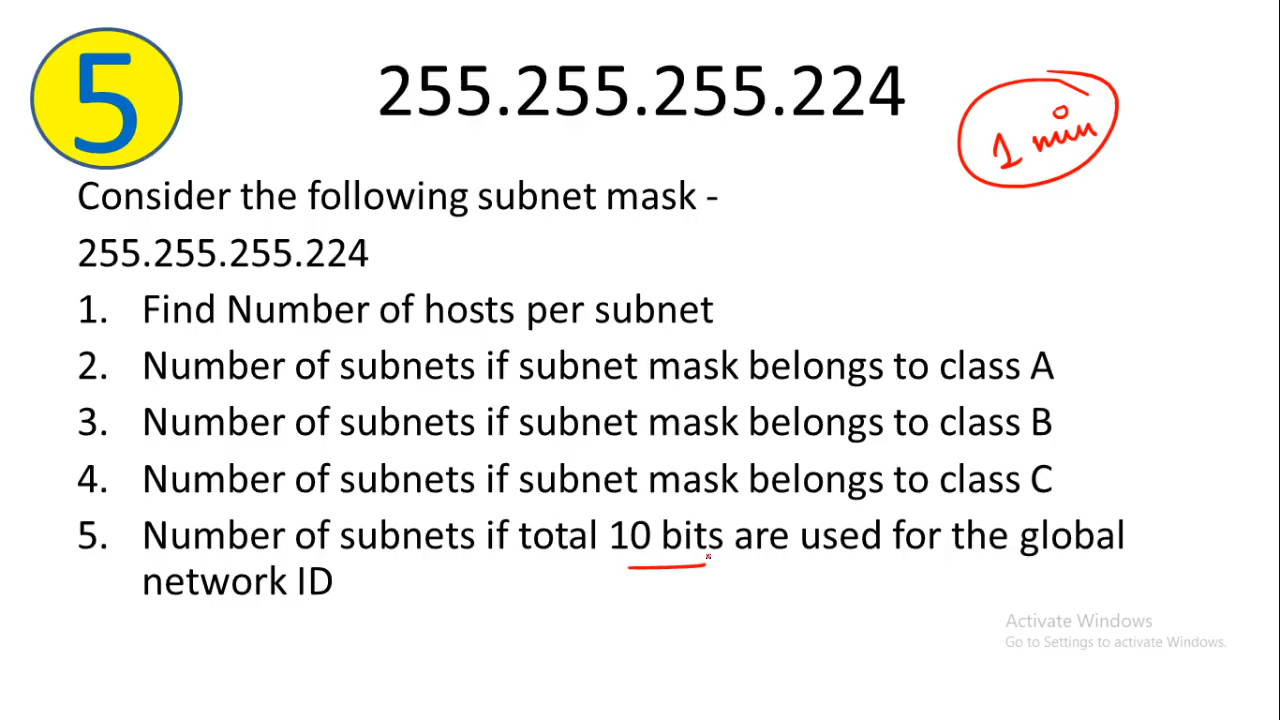 5
255.255.255.224
1 min
Consider the following subnet mask -
255.255.255.224
1. Find Number of hosts per subnet
2. Number of subnets if subnet mask belongs to class A
3. Number of subnets if subnet mask belongs to class B
4. Number of subnets if subnet mask belongs to class C
5. Number of subnets if total 10 bits are used for the global
network ID
Activate Windows
Go to Settings to activate Windows.